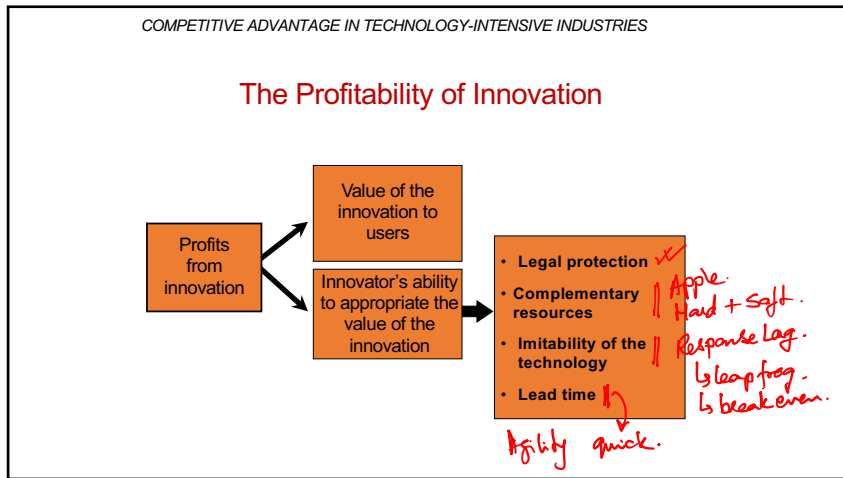 COMPETITIVE ADVANTAGE IN TECHNOLOGY-INTENSIVE INDUSTRIES
The Profitability of Innovation
Profits
from
innovation
Value of the
innovation to
users
Innovator's ability
to appropriate the
value of the
innovation
• Legal protection
• Complementary
resources
• Imitability of the
technology
• Lead time
Apple.
Hard + Soft.
Response Lag.
↳ leap frog.
↳ break even.
Agility quick.